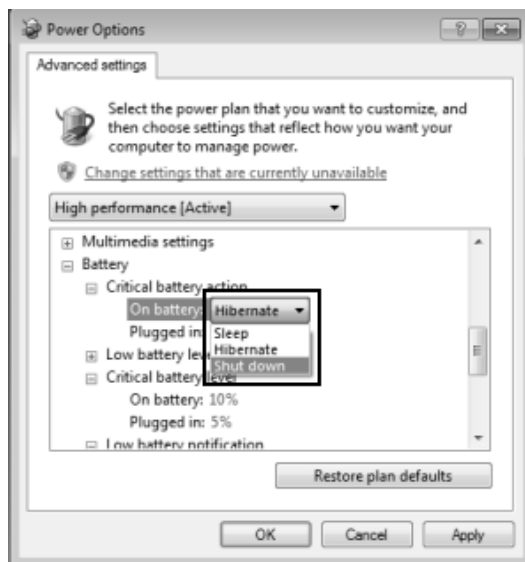 Power Options
Advanced settings
Select the power plan that you want to customize, and
then choose settings that reflect how you want your
computer to manage power.
Change settings that are currently unavailable
High performance [Active]
Multimedia settings
Battery
Critical battery action
On battery: Hibernate
Plugged in: Sleep
Hibernate
Low battery lev
Shut down
Critical battery level
On battery: 10%
Plugged in: 5%
Low battery notification
Restore plan defaults
OK Cancel Apply